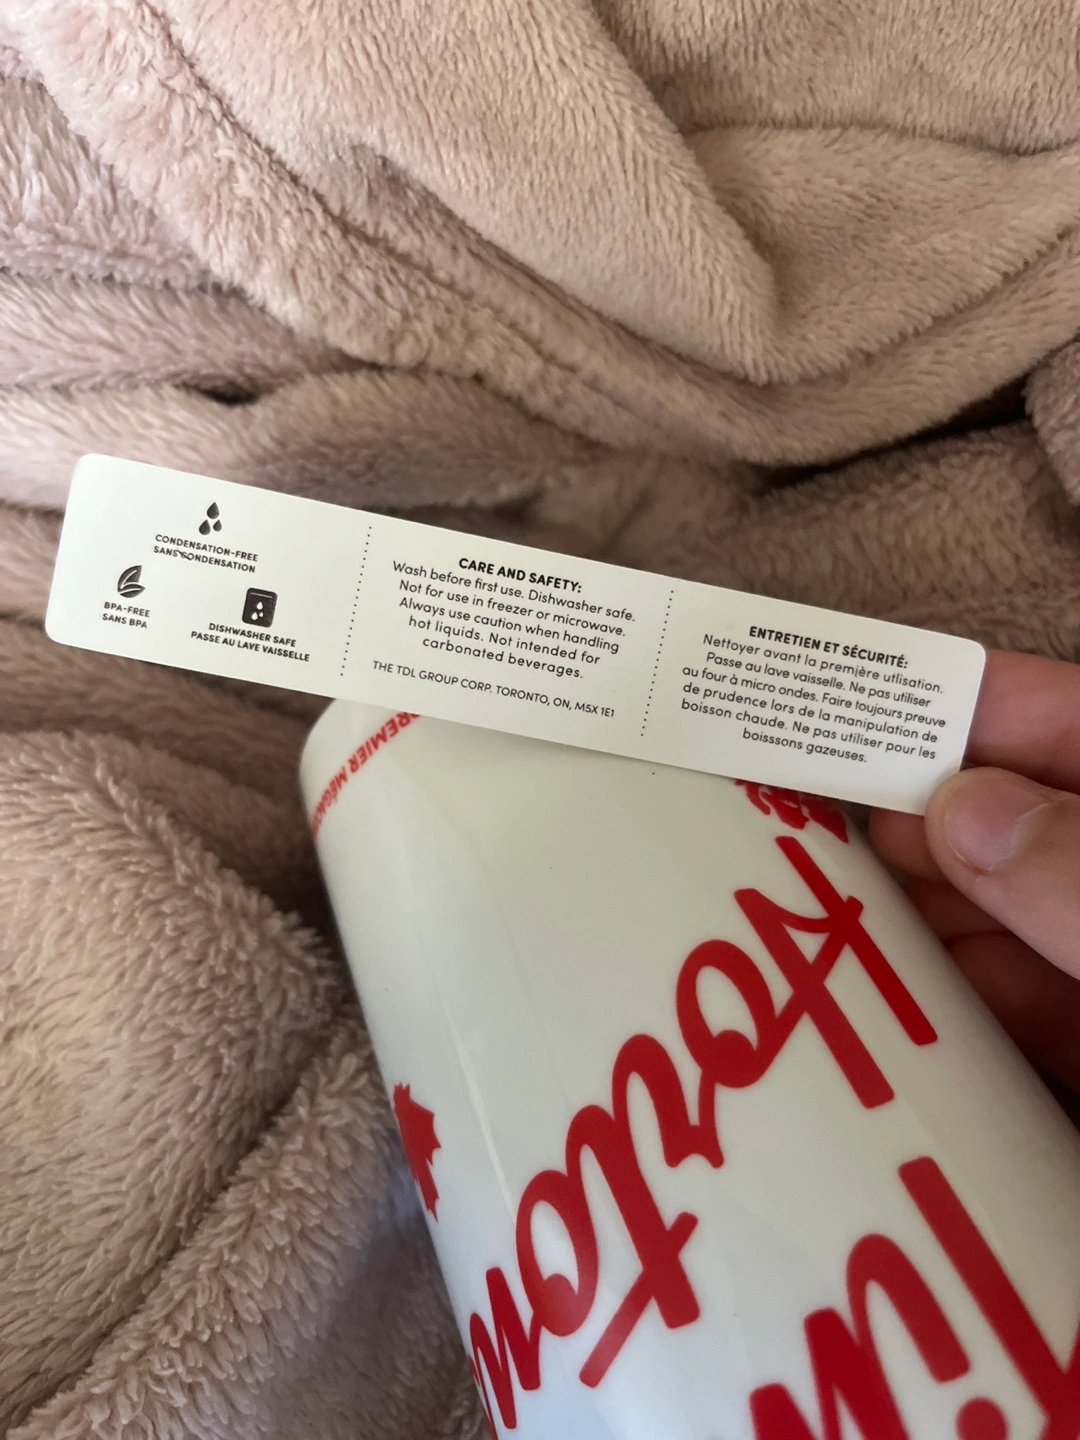 CONDENSATION-FREE
SANS CONDENSATION
BPA-FREE
SANS BPA
DISHWASHER SAFE
PASSE AU LAVE VAISSELLE
CARE AND SAFETY:
Wash before first use. Dishwasher safe.
Not for use in freezer or microwave.
Always use caution when handling
hot liquids. Not intended for
carbonated beverages.
THE TDL GROUP CORP. TORONTO, ON, M5X 1E1
ENTRETIEN ET SÉCURITÉ:
Nettoyer avant la première utlisation.
Passe au lave vaisselle. Ne pas utiliser
au four à micro ondes. Faire toujours preuve
de prudence lors de la manipulation de
boisson chaude. Ne pas utiliser pour les
boisssons gazeuses.
PREMIER
Tim
Hortons